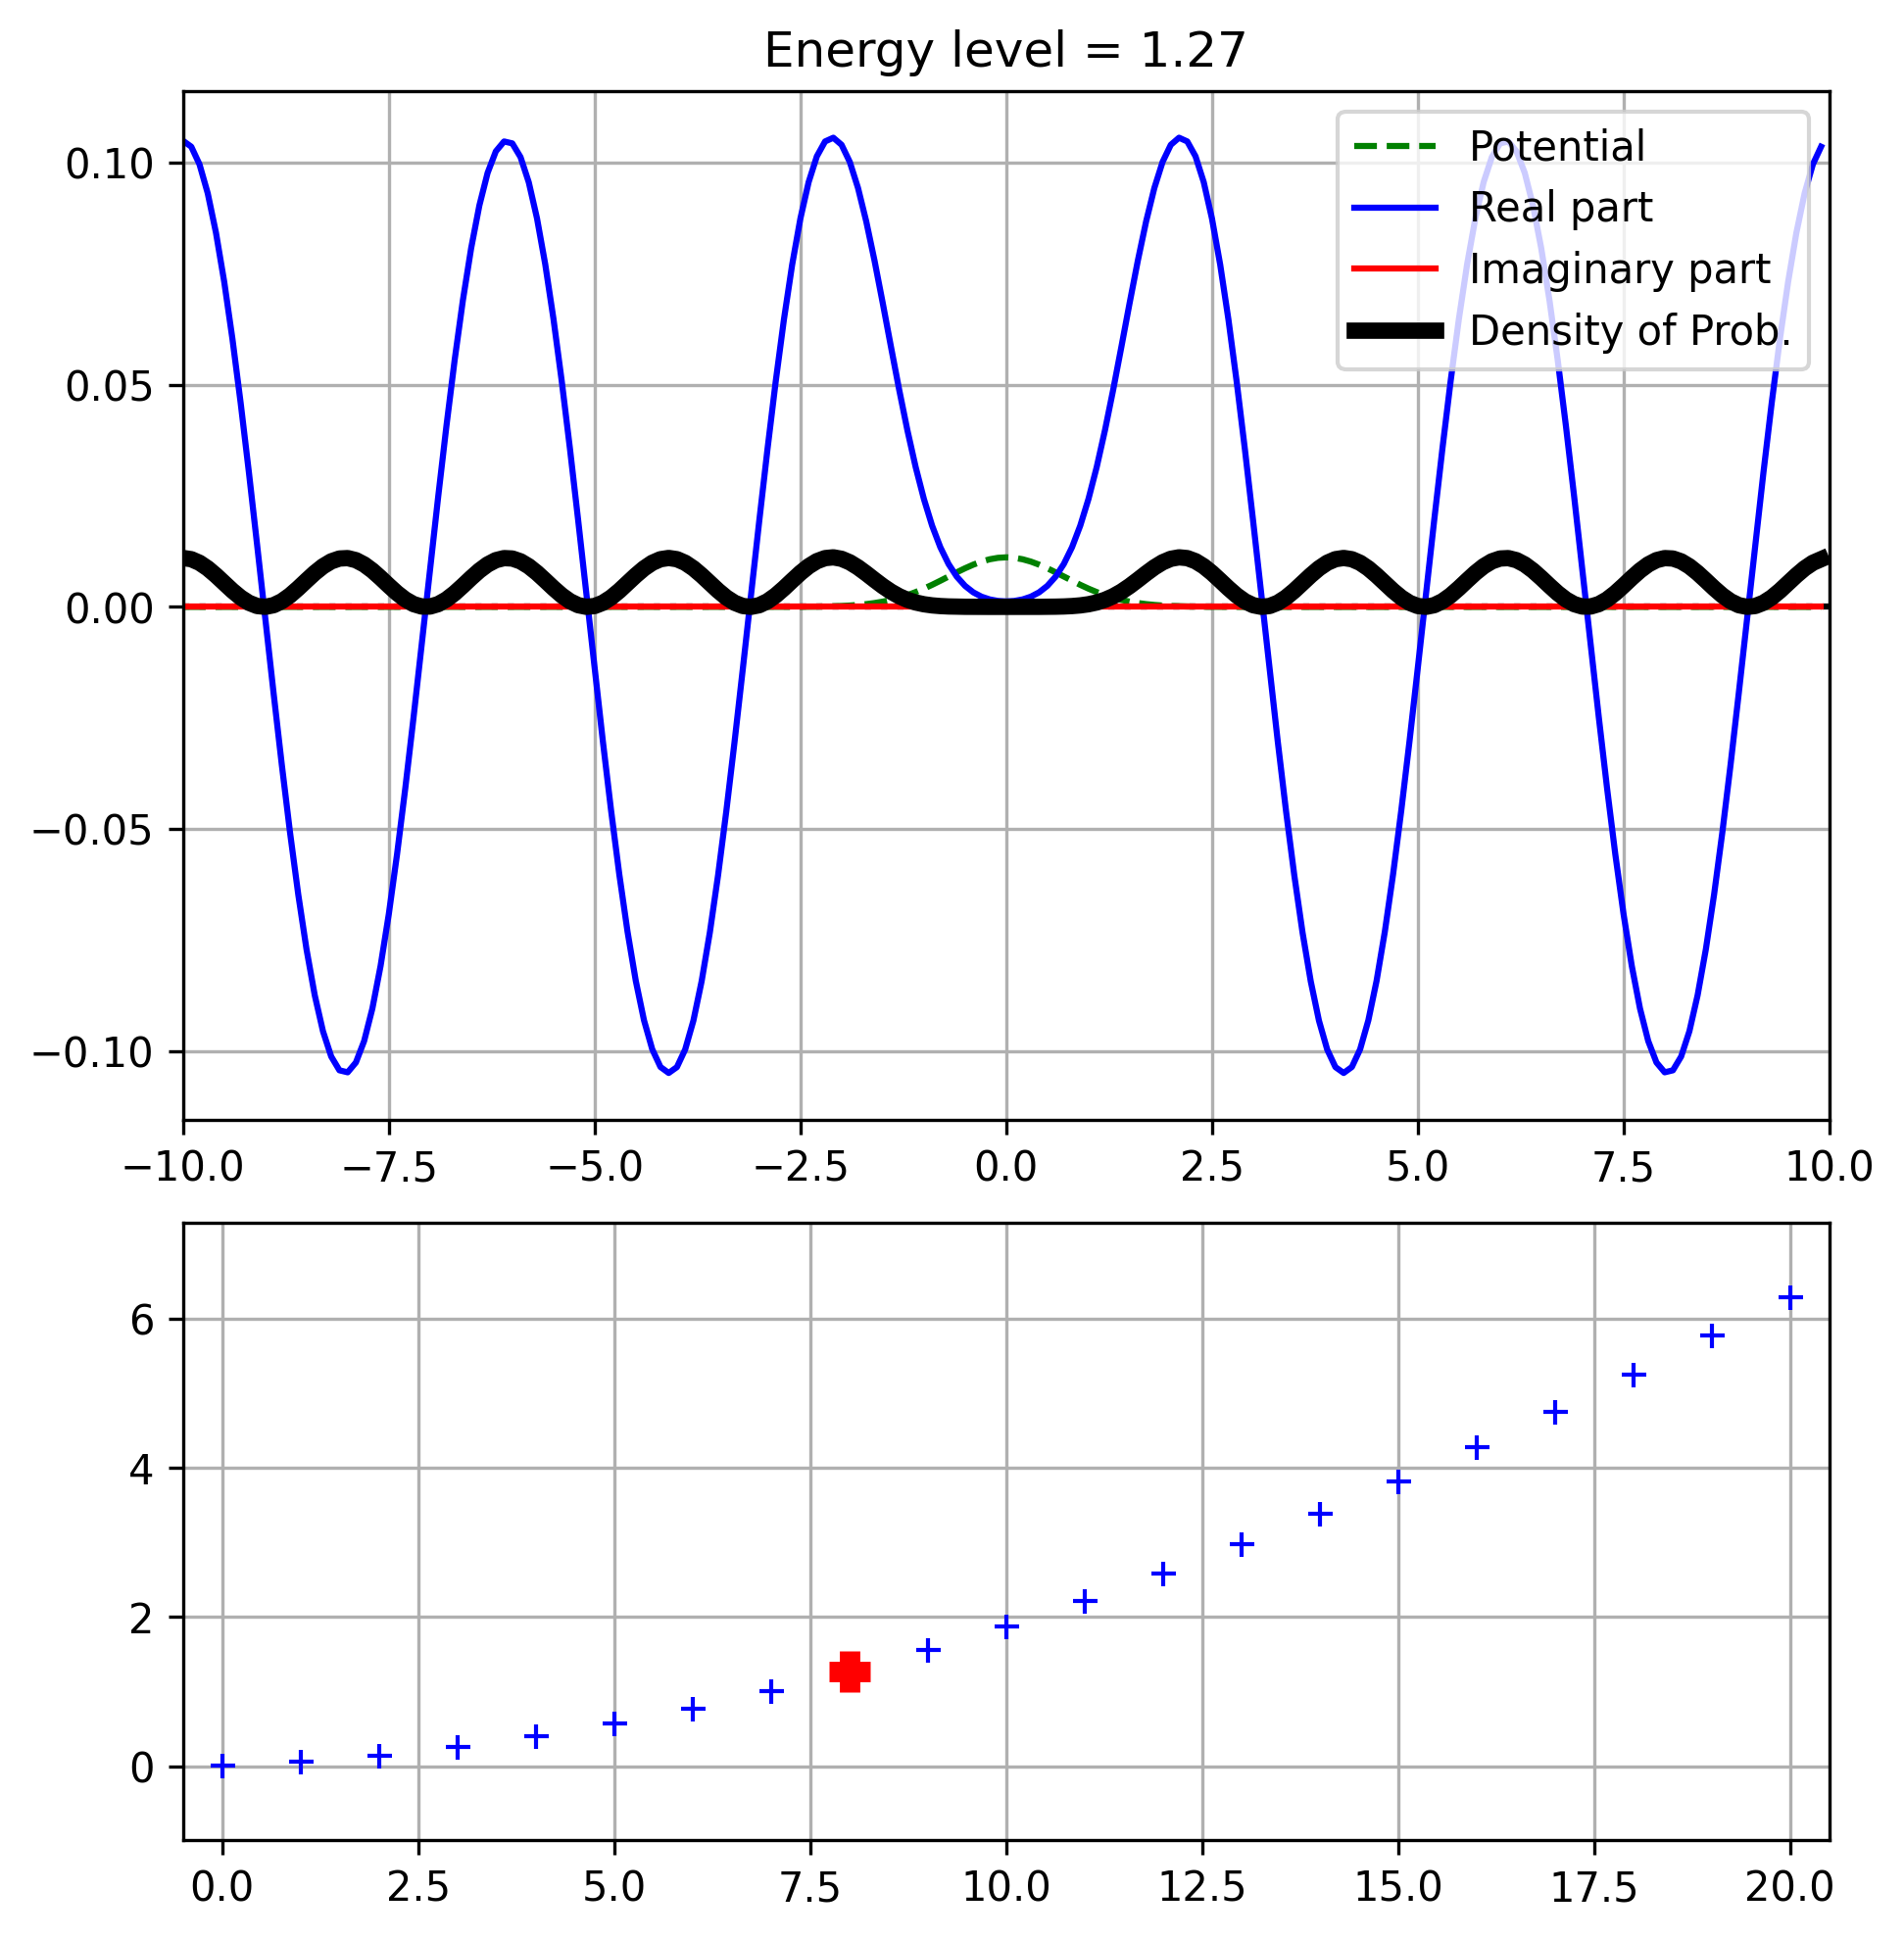 Energy level = 1.27
Potential
Real part
Imaginary part
Density of Prob.
0.10
0.05
0.00
−0.05
−0.10
−10.0 −7.5 −5.0 −2.5 0.0 2.5 5.0 7.5 10.0
6
4
2
0
0.0 2.5 5.0 7.5 10.0 12.5 15.0 17.5 20.0